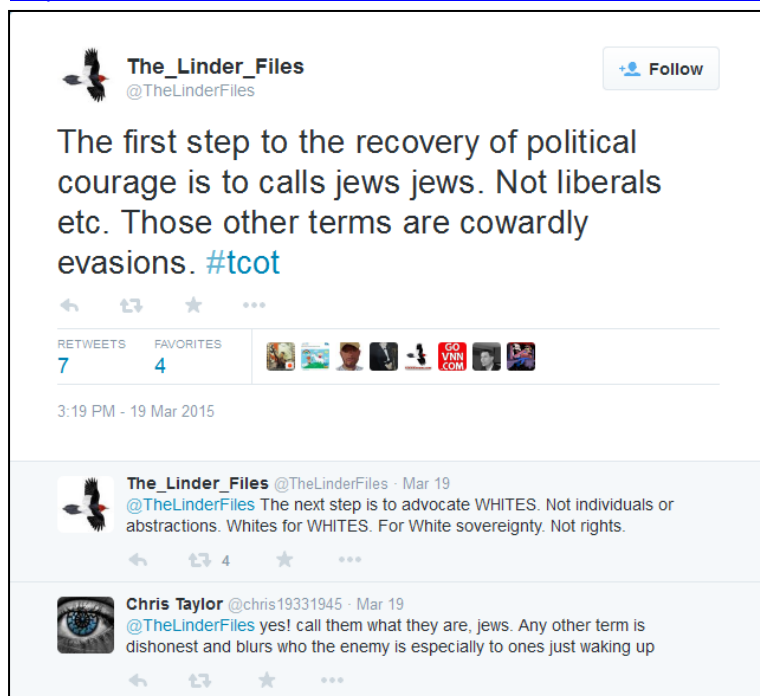 The_Linder_Files
@TheLinderFiles
Follow
The first step to the recovery of political
courage is to calls jews jews. Not liberals
etc. Those other terms are cowardly
evasions. #tcot
RETWEETS FAVORITES
7 4
GO
VNN
.COM
3:19 PM - 19 Mar 2015
The_Linder_Files @TheLinderFiles · Mar 19
@TheLinderFiles The next step is to advocate WHITES. Not individuals or
abstractions. Whites for WHITES. For White sovereignty. Not rights.
4
Chris Taylor @chris19331945 · Mar 19
@TheLinderFiles yes! call them what they are, jews. Any other term is
dishonest and blurs who the enemy is especially to ones just waking up